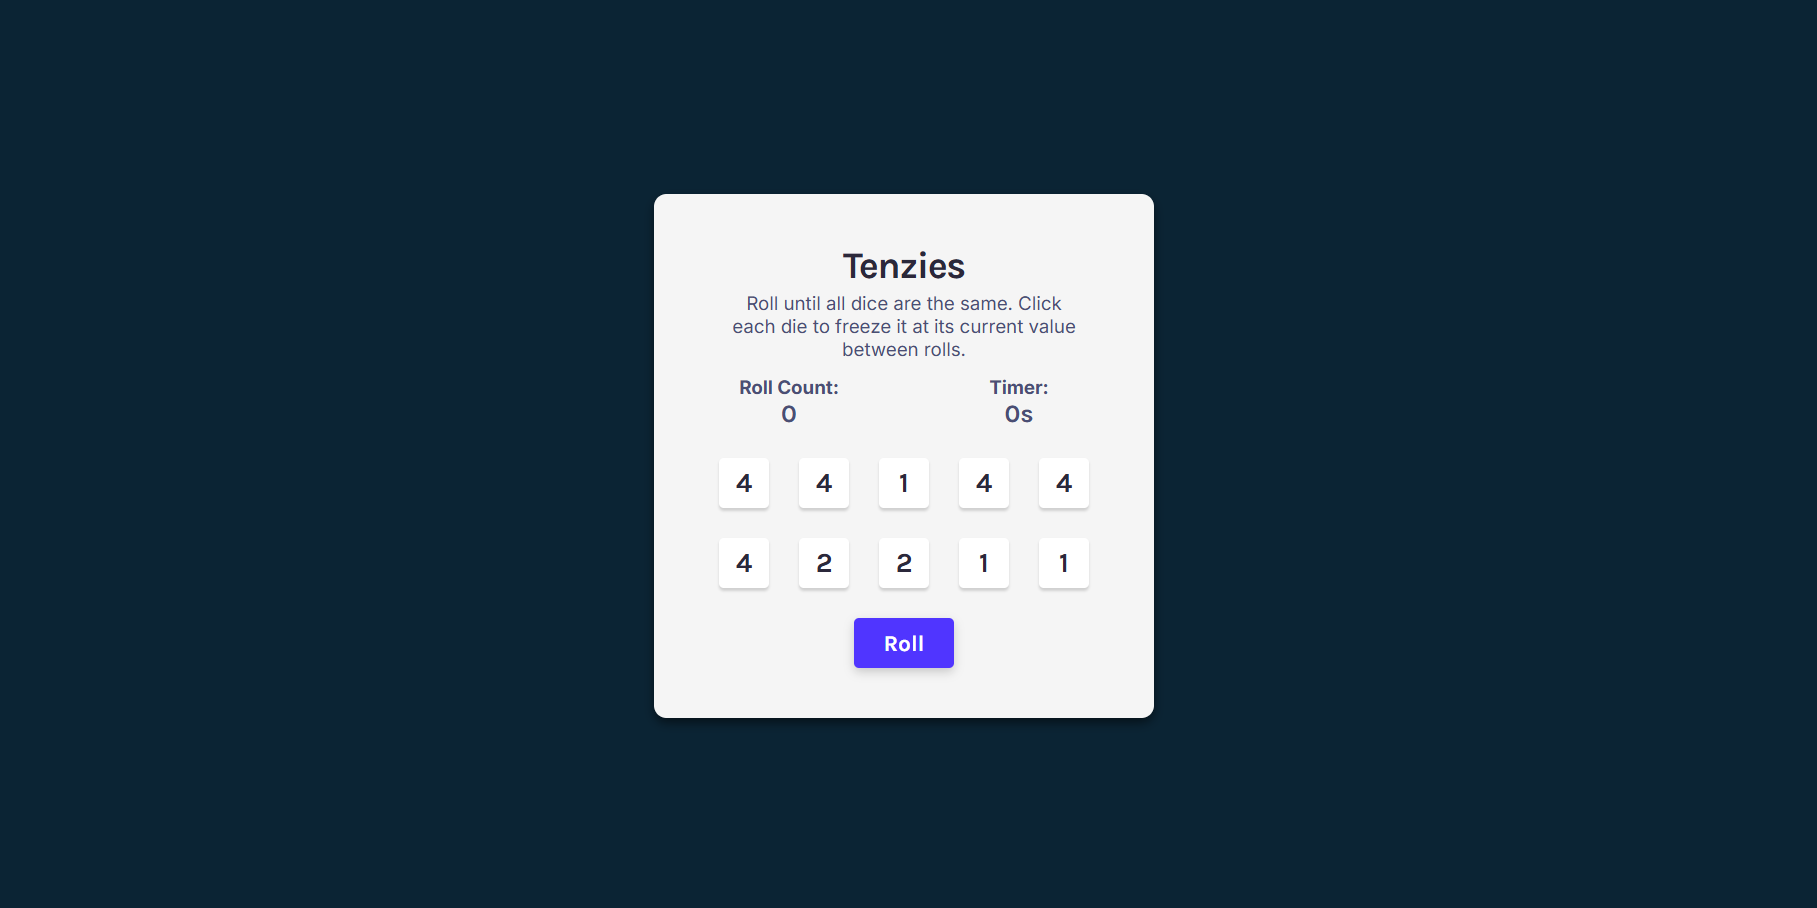 Tenzies
Roll until all dice are the same. Click
each die to freeze it at its current value
between rolls.
Roll Count: Timer:
0 0s
4 4 1 4 4
4 2 2 1 1
Roll